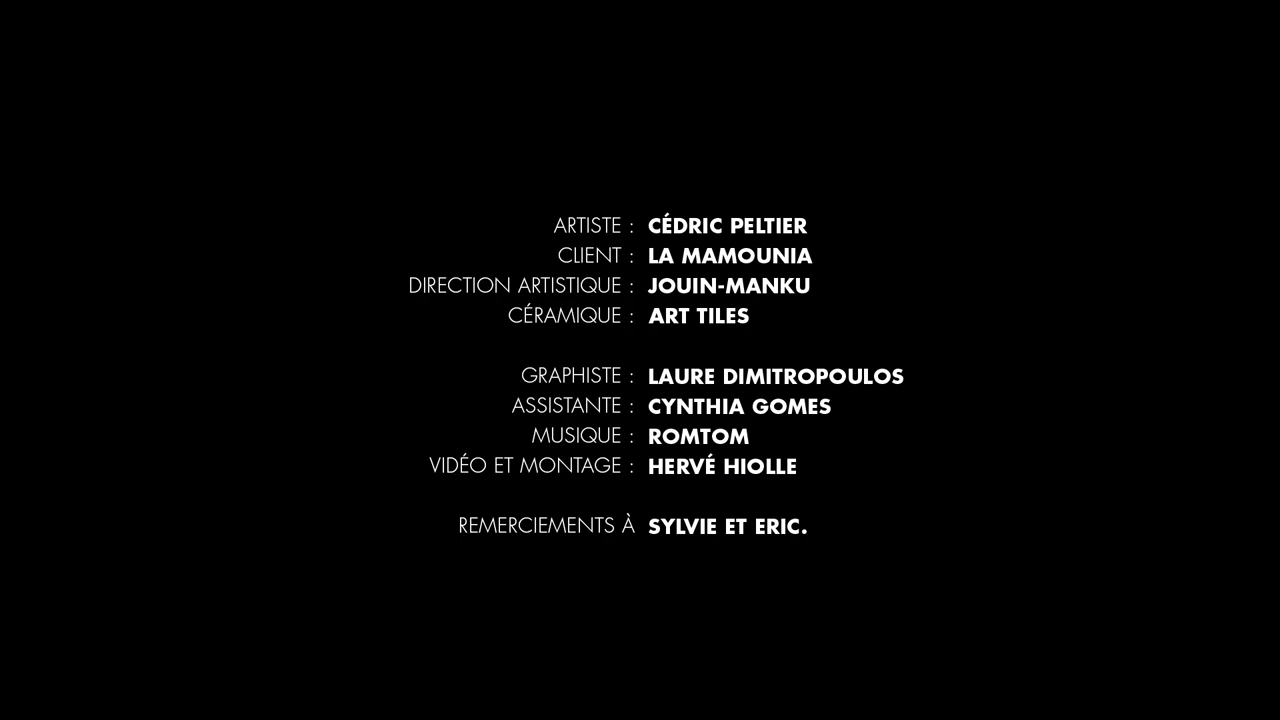 ARTISTE : CÉDRIC PELTIER
CLIENT : LA MAMOUNIA
DIRECTION ARTISTIQUE : JOUIN-MANKU
CÉRAMIQUE : ART TILES
GRAPHISTE : LAURE DIMITROPOULOS
ASSISTANTE : CYNTHIA GOMES
MUSIQUE : ROMTOM
VIDÉO ET MONTAGE : HERVÉ HIOLLE
REMERCIEMENTS À SYLVIE ET ERIC.